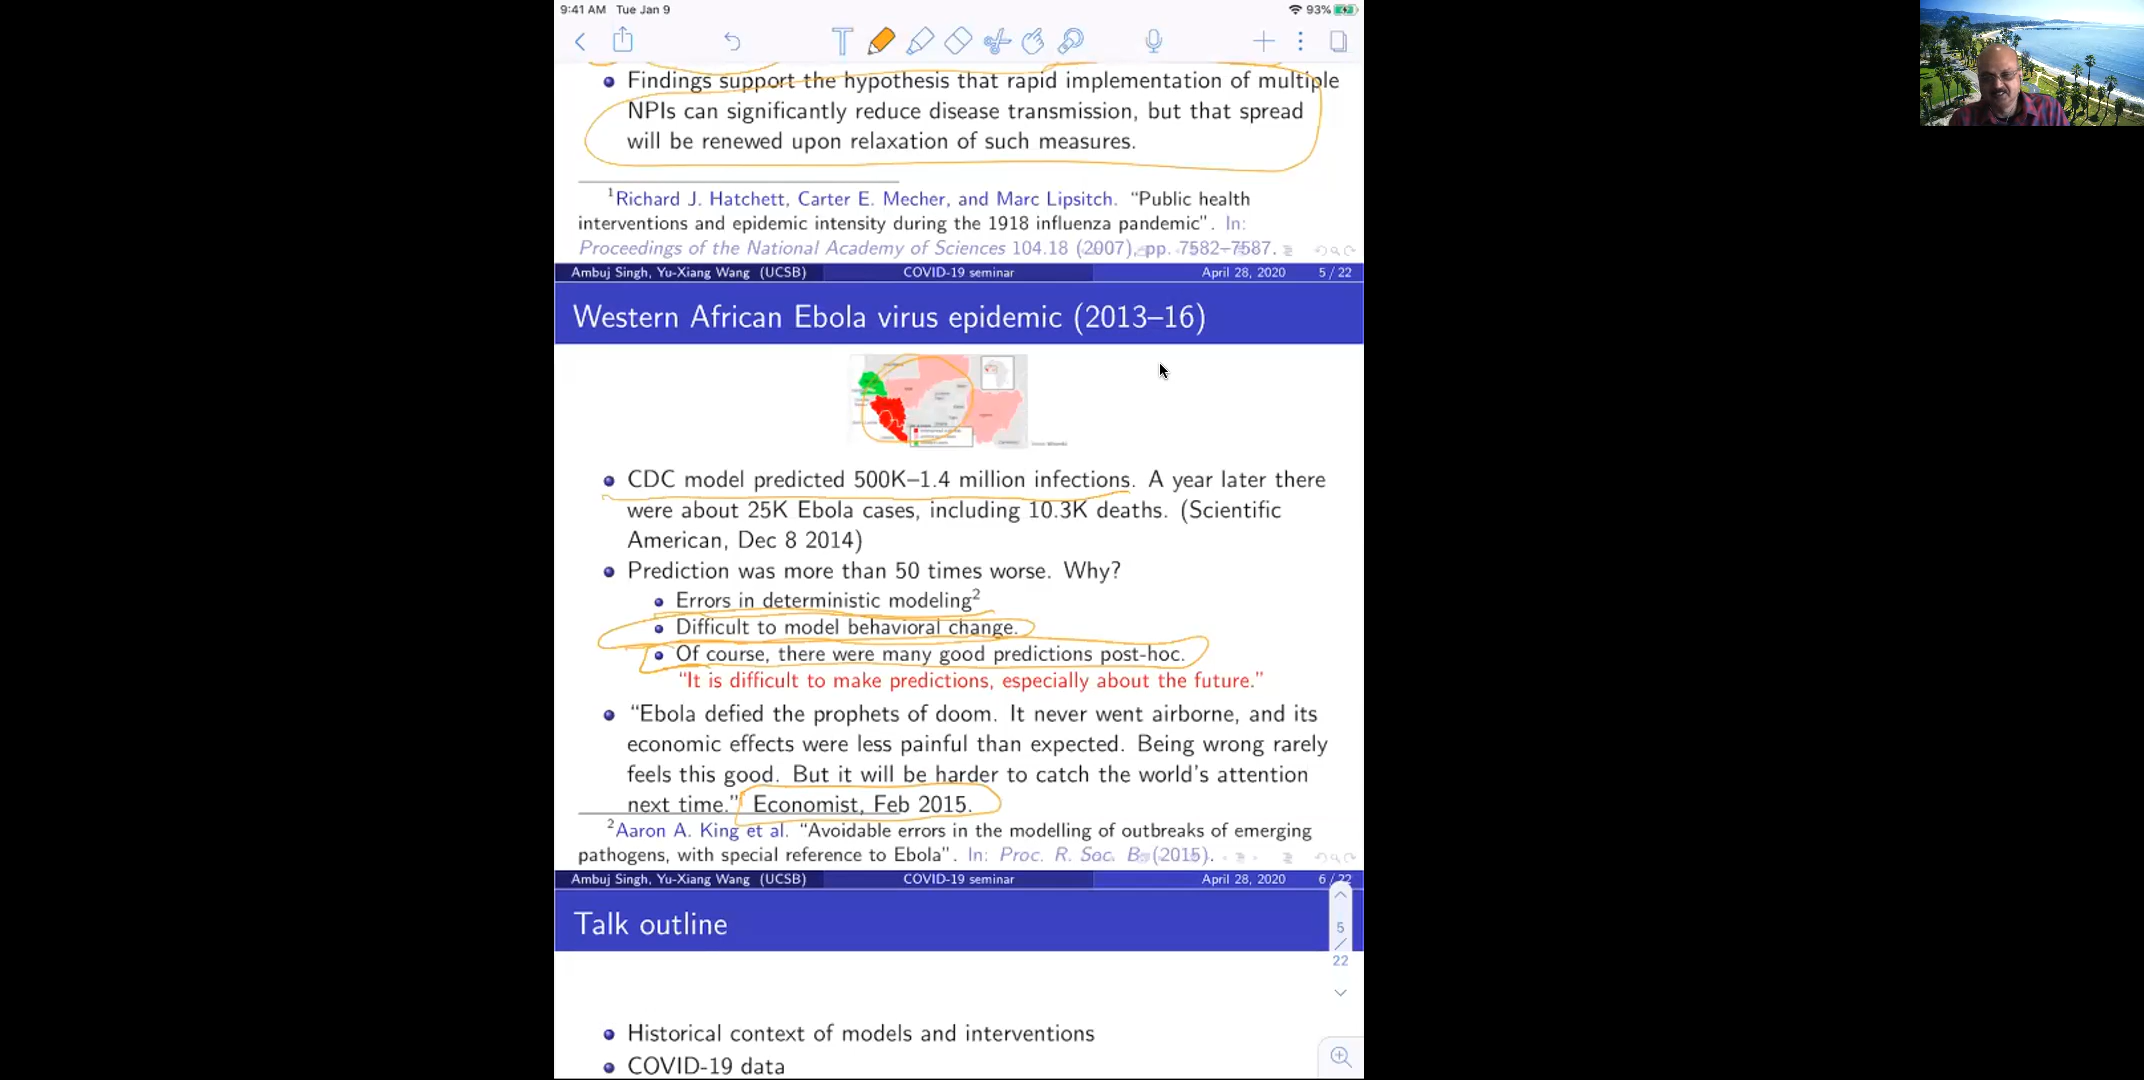 9:41 AM Tue Jan 9
93%
Findings support the hypothesis that rapid implementation of multiple
NPIs can significantly reduce disease transmission, but that spread
will be renewed upon relaxation of such measures.
1Richard J. Hatchett, Carter E. Mecher, and Marc Lipsitch. “Public health
interventions and epidemic intensity during the 1918 influenza pandemic”. In:
Proceedings of the National Academy of Sciences 104.18 (2007), pp. 7582–7587.
Ambuj Singh, Yu-Xiang Wang (UCSB) COVID-19 seminar April 28, 2020 5 / 22
Western African Ebola virus epidemic (2013–16)
CDC model predicted 500K–1.4 million infections. A year later there
were about 25K Ebola cases, including 10.3K deaths. (Scientific
American, Dec 8 2014)
Prediction was more than 50 times worse. Why?
Errors in deterministic modeling2
Difficult to model behavioral change.
Of course, there were many good predictions post-hoc.
“It is difficult to make predictions, especially about the future.”
“Ebola defied the prophets of doom. It never went airborne, and its
economic effects were less painful than expected. Being wrong rarely
feels this good. But it will be harder to catch the world’s attention
next time.” Economist, Feb 2015.
2Aaron A. King et al. “Avoidable errors in the modelling of outbreaks of emerging
pathogens, with special reference to Ebola”. In: Proc. R. Soc. B (2015).
Ambuj Singh, Yu-Xiang Wang (UCSB) COVID-19 seminar April 28, 2020 6 / 22
Talk outline
5
/
22
Historical context of models and interventions
COVID-19 data